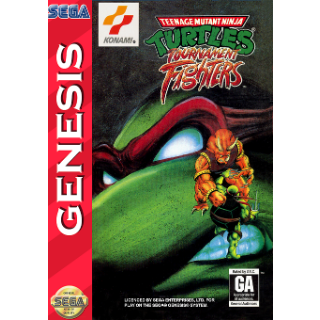 SEGA
GENESIS
KONAMI
TEENAGE MUTANT NINJA
TURTLES
TOURNAMENT
FIGHTERS
LICENSED BY SEGA ENTERPRISES, LTD. FOR
PLAY ON THE SEGA GENESIS SYSTEM.
GA
SEGA